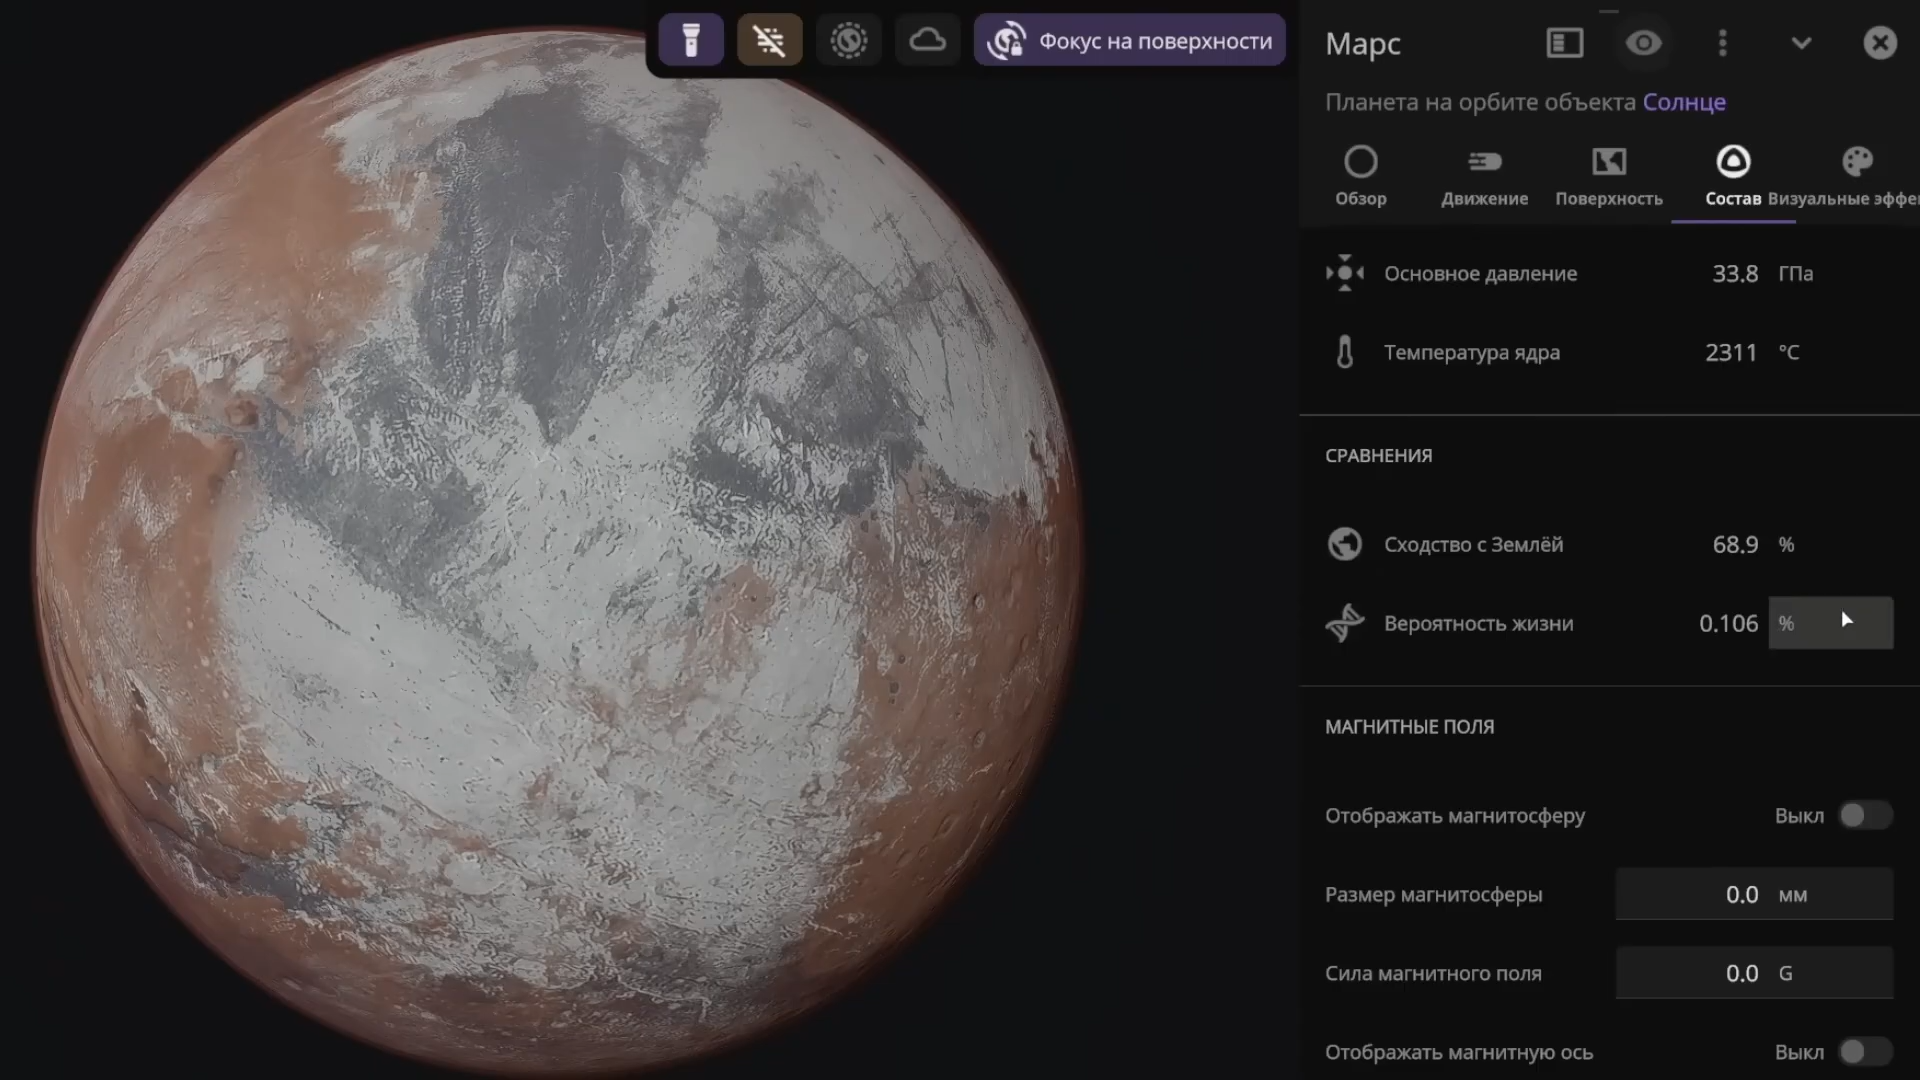 Фокус на поверхности
Марс
Планета на орбите объекта Солнце
Обзор
Движение
Поверхность
Состав
Визуальные эффе
Основное давление 33.8 ГПа
Температура ядра 2311 °C
СРАВНЕНИЯ
Сходство с Землёй 68.9 %
Вероятность жизни 0.106 %
МАГНИТНЫЕ ПОЛЯ
Отображать магнитосферу Выкл
Размер магнитосферы 0.0 мм
Сила магнитного поля 0.0 G
Отображать магнитную ось Выкл